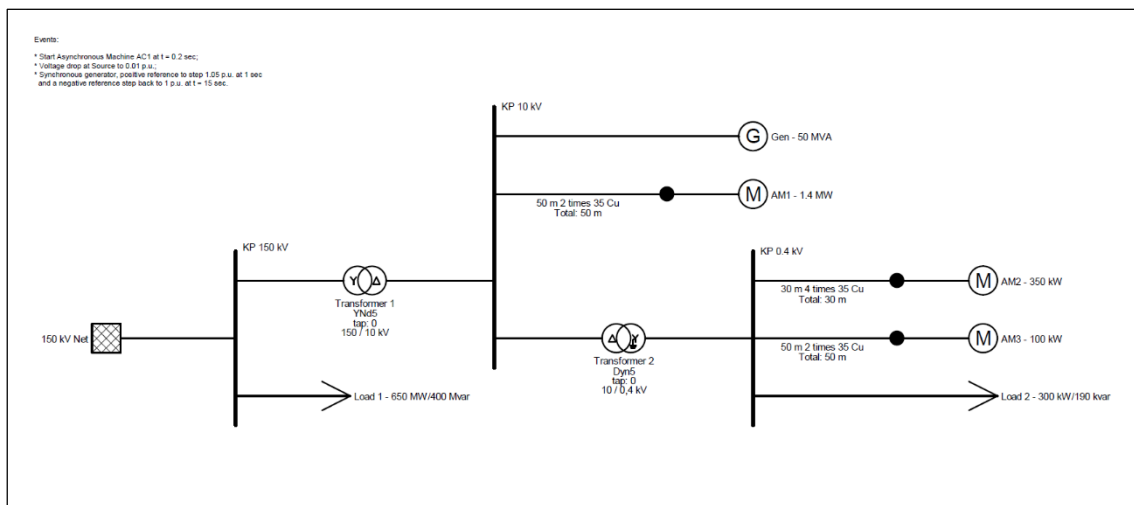 Events:
* Start Asynchronous Machine AC1 at t = 0.2 sec;
* Voltage drop at Source to 0.01 p.u.;
* Synchronous generator, positive reference to step 1.05 p.u. at 1 sec
and a negative reference step back to 1 p.u. at t = 15 sec.
KP 10 kV
G
Gen - 50 MVA
50 m 2 times 35 Cu
Total: 50 m
M
AM1 - 1.4 MW
KP 150 kV
Y Δ
Transformer 1
YNd5
tap: 0
150 / 10 kV
150 kV Net
Load 1 - 650 MW/400 Mvar
Δ Y
Transformer 2
Dyn5
tap: 0
10 / 0,4 kV
KP 0.4 kV
30 m 4 times 35 Cu
Total: 30 m
M
AM2 - 350 kW
50 m 2 times 35 Cu
Total: 50 m
M
AM3 - 100 kW
Load 2 - 300 kW/190 kvar